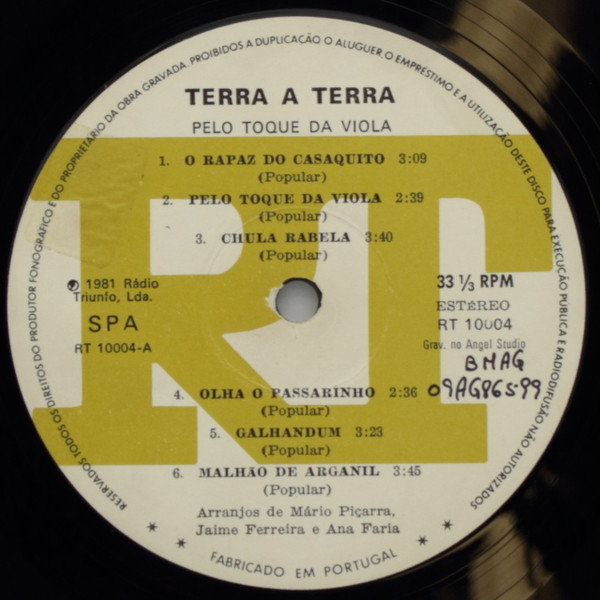 RESERVADOS TODOS OS DIREITOS DO PRODUTOR FONOGRÁFICO E DO PROPRIETÁRIO DA OBRA GRAVADA. PROIBIDOS A DUPLICAÇÃO O ALUGUER O EMPRÉSTIMO E A UTILIZAÇÃO DESTE DISCO PARA EXECUÇÃO PÚBLICA E RADIODIFUSÃO NÃO AUTORIZADOS
TERRA A TERRA
PELO TOQUE DA VIOLA
1. O RAPAZ DO CASAQUITO 3:09
(Popular)
2. PELO TOQUE DA VIOLA 2:39
(Popular)
3. CHULA RABELA 3:40
(Popular)
RT
Ⓟ 1981 Rádio
Triunfo, Lda.
SPA
RT 10004-A
33 ⅓ RPM
ESTÉREO
RT 10004
Grav. no Angel Studio
BMAG
09AG865.99
4. OLHA O PASSARINHO 2:36
(Popular)
5. GALHANDUM 3:23
(Popular)
6. MALHÃO DE ARGANIL 3:45
(Popular)
Arranjos de Mário Piçarra,
Jaime Ferreira e Ana Faria
* * FABRICADO EM PORTUGAL * *